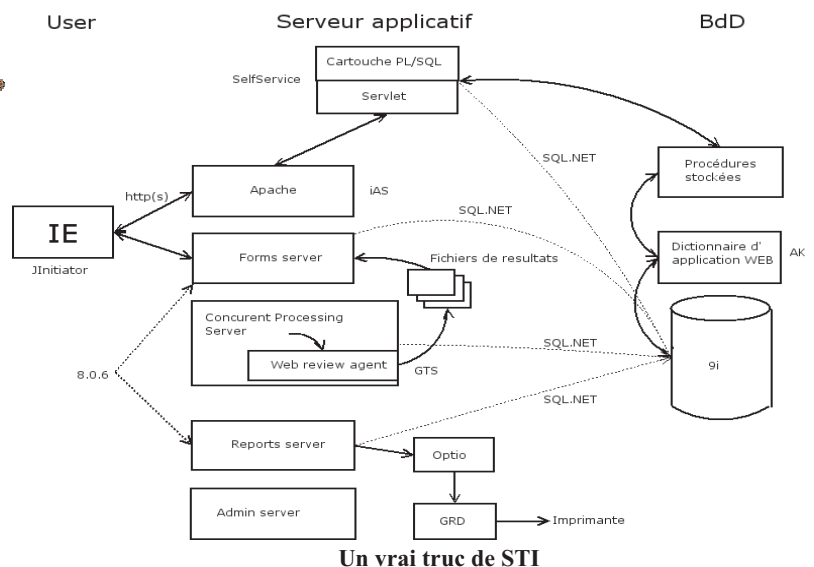 User
Serveur applicatif
BdD
Cartouche PL/SQL
SelfService
Servlet
SQL.NET
Procédures
stockées
http(s)
Apache
iAS
SQL.NET
IE
JInitiator
Forms server
Fichiers de resultats
Dictionnaire d'
application WEB
AK
Concurent Processing
Server
Web review agent
GTS
SQL.NET
9i
8.0.6
SQL.NET
Reports server
Optio
Admin server
GRD
Imprimante
Un vrai truc de STI